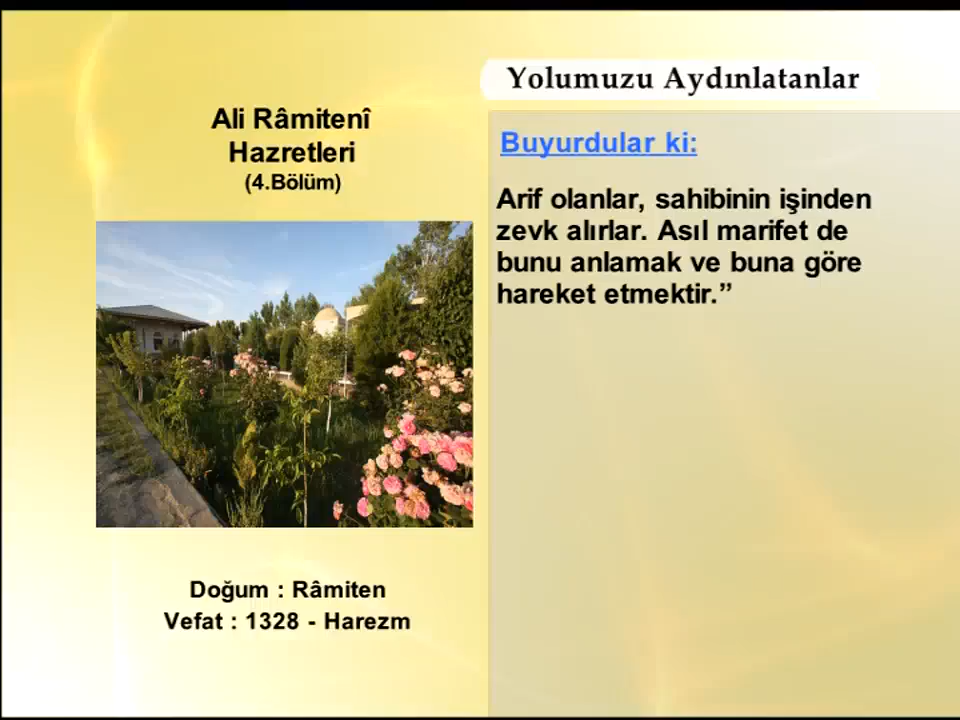 Yolumuzu Aydınlatanlar
Ali Râmitenî
Hazretleri
(4.Bölüm)
Buyurdular ki:
Arif olanlar, sahibinin işinden
zevk alırlar. Asıl marifet de
bunu anlamak ve buna göre
hareket etmektir.”
Doğum : Râmiten
Vefat : 1328 - Harezm